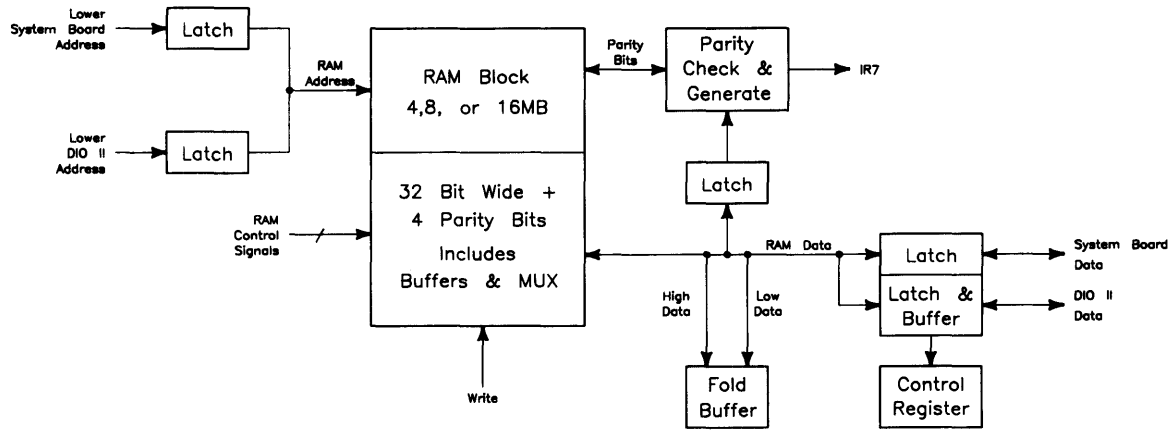 Lower
System Board
Address
Latch
RAM
Address
Lower
DIO II
Address
Latch
RAM
Control
Signals
RAM Block
4,8, or 16MB
32 Bit Wide +
4 Parity Bits
Includes
Buffers & MUX
Write
Parity
Bits
Parity
Check &
Generate
IR7
Latch
RAM Data
High
Data
Low
Data
Fold
Buffer
Latch
Latch &
Buffer
System Board
Data
DIO II
Data
Control
Register